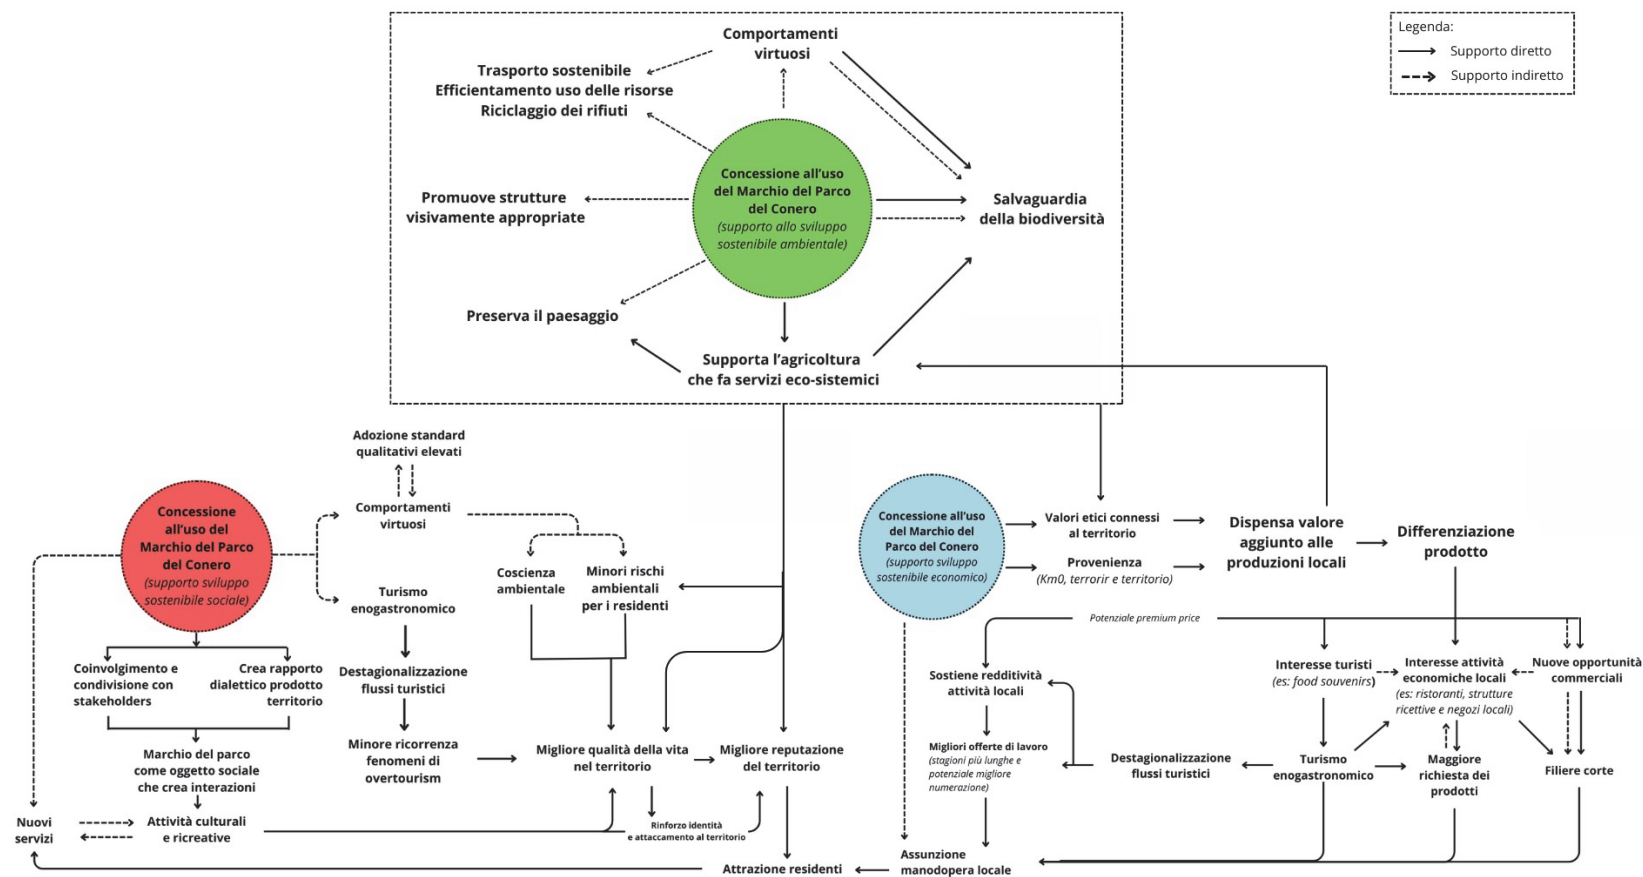 Legenda:
Supporto diretto
Supporto indiretto
Comportamenti
virtuosi
Trasporto sostenibile
Efficientamento uso delle risorse
Riciclaggio dei rifiuti
Concessione all'uso
del Marchio del Parco
del Conero
(supporto allo sviluppo
sostenibile ambientale)
Promuove strutture
visivamente appropriate
Salvaguardia
della biodiversità
Preserva il paesaggio
Supporta l'agricoltura
che fa servizi eco-sistemici
Adozione standard
qualitativi elevati
Comportamenti
virtuosi
Concessione
all'uso del
Marchio del Parco
del Conero
(supporto sviluppo
sostenibile sociale)
Coscienza
ambientale
Minori rischi
ambientali
per i residenti
Turismo
enogastronomico
Coinvolgimento e
condivisione con
stakeholders
Crea rapporto
dialettico prodotto
territorio
Destagionalizzazione
flussi turistici
Marchio del parco
come oggetto sociale
che crea interazioni
Minore ricorrenza
fenomeni di
overtourism
Migliore qualità della vita
nel territorio
Migliore reputazione
del territorio
Nuovi
servizi
Attività culturali
e ricreative
Rinforzo identità
e attaccamento al territorio
Attrazione residenti
Concessione all'uso
del Marchio del
Parco del Conero
(supporto sviluppo
sostenibile economico)
Valori etici connessi
al territorio
Provenienza
(Km0, terrorir e territorio)
Dispensa valore
aggiunto alle
produzioni locali
Differenziazione
prodotto
Potenziale premium price
Sostiene redditività
attività locali
Interesse turisti
(es: food souvenirs)
Interesse attività
economiche locali
(es: ristoranti, strutture
ricettive e negozi locali)
Nuove opportunità
commerciali
Migliori offerte di lavoro
(stagioni più lunghe e
potenziale migliore
numerazione)
Destagionalizzazione
flussi turistici
Turismo
enogastronomico
Maggiore
richiesta dei
prodotti
Filiere corte
Assunzione
manodopera locale